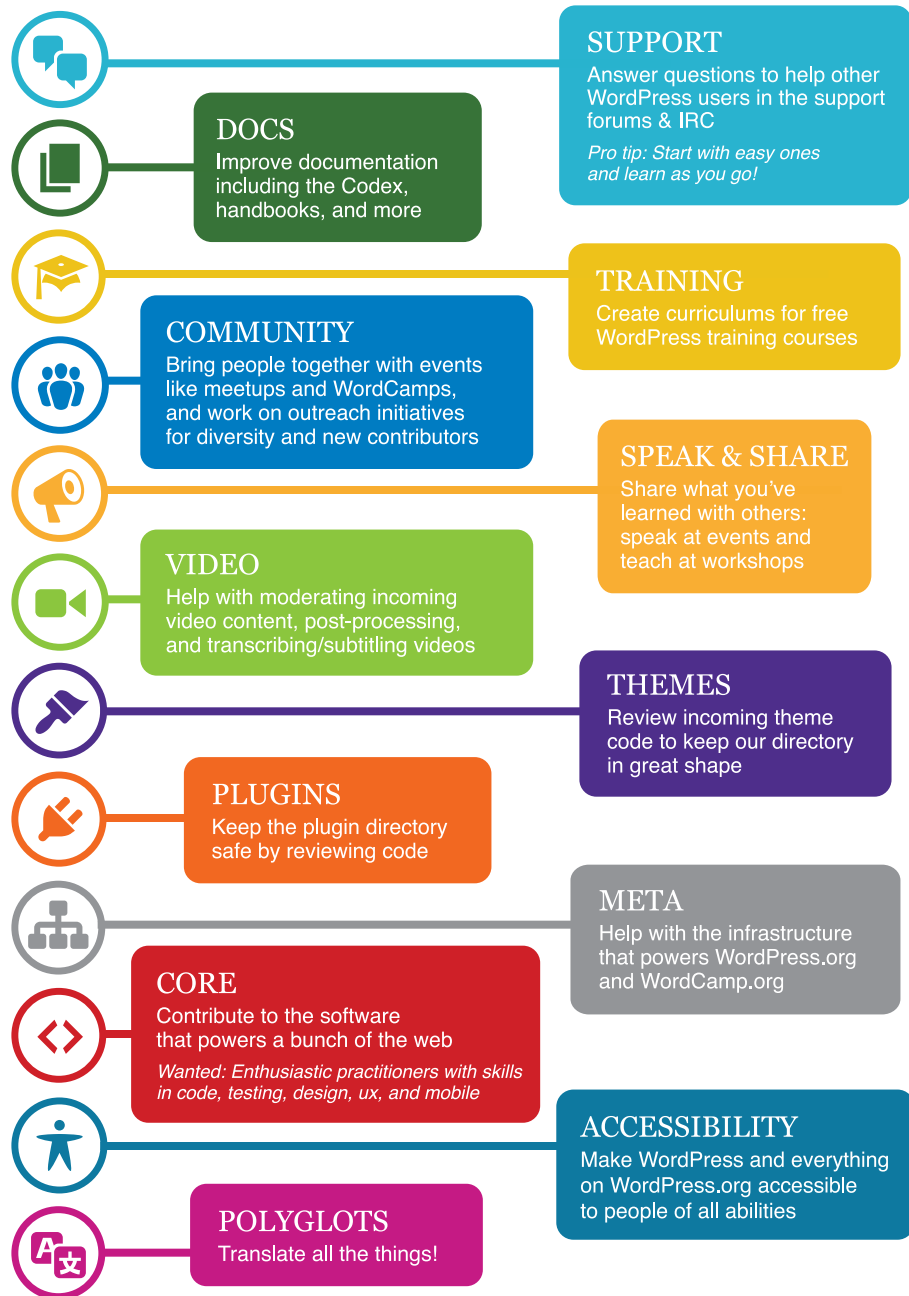 SUPPORT
Answer questions to help other
WordPress users in the support
forums & IRC
Pro tip: Start with easy ones
and learn as you go!
DOCS
Improve documentation
including the Codex,
handbooks, and more
TRAINING
Create curriculums for free
WordPress training courses
COMMUNITY
Bring people together with events
like meetups and WordCamps,
and work on outreach initiatives
for diversity and new contributors
SPEAK & SHARE
Share what you’ve
learned with others:
speak at events and
teach at workshops
VIDEO
Help with moderating incoming
video content, post-processing,
and transcribing/subtitling videos
THEMES
Review incoming theme
code to keep our directory
in great shape
PLUGINS
Keep the plugin directory
safe by reviewing code
META
Help with the infrastructure
that powers WordPress.org
and WordCamp.org
CORE
Contribute to the software
that powers a bunch of the web
Wanted: Enthusiastic practitioners with skills
in code, testing, design, ux, and mobile
ACCESSIBILITY
Make WordPress and everything
on WordPress.org accessible
to people of all abilities
A文
POLYGLOTS
Translate all the things!